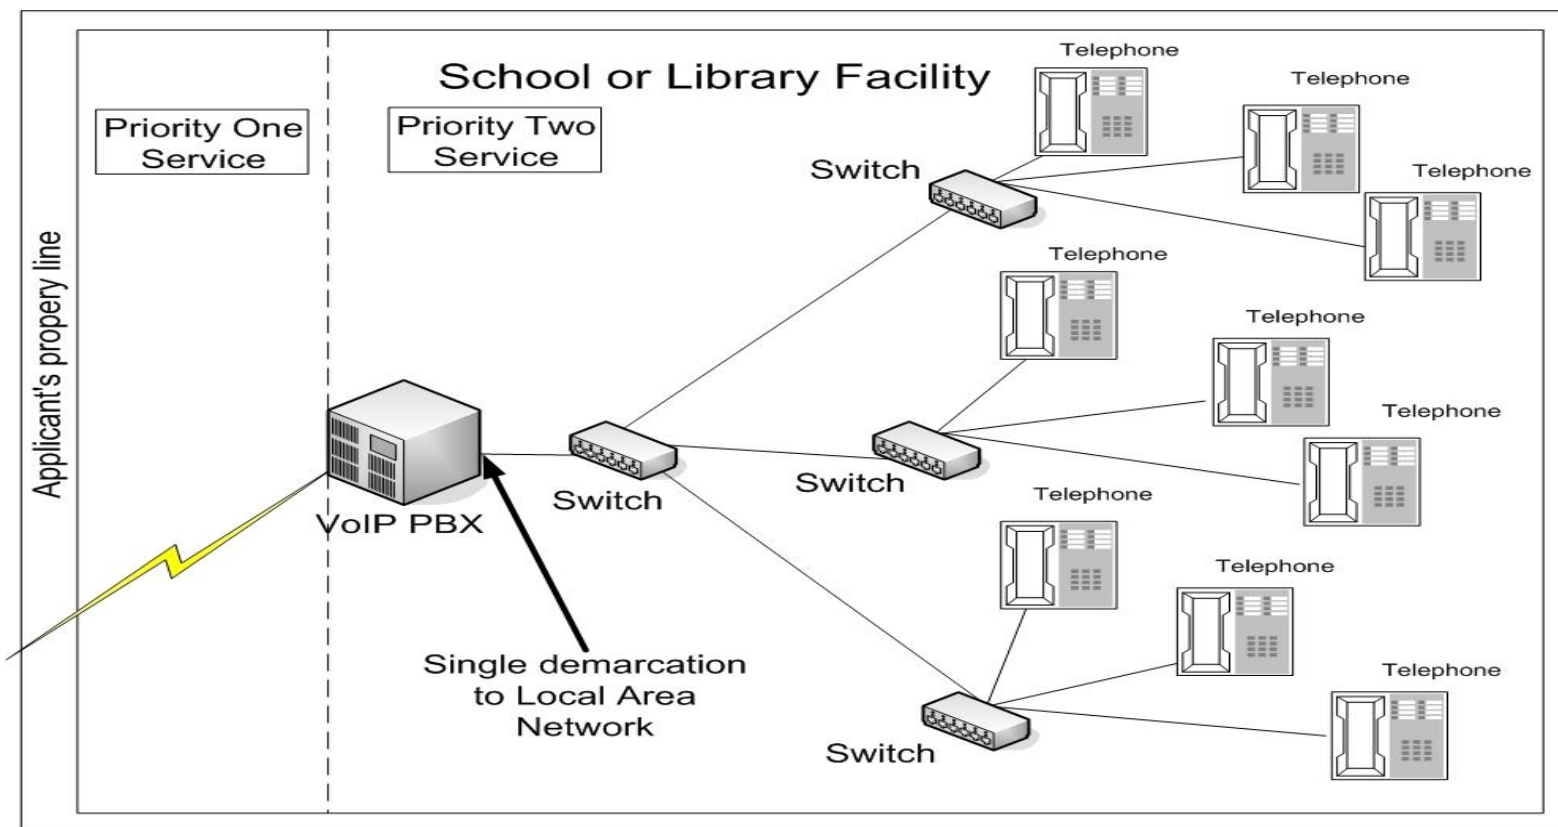 School or Library Facility
Priority One
Service
Priority Two
Service
Applicant's propery line
Telephone
Telephone
Telephone
Switch
Telephone
Telephone
Telephone
Switch
Switch
VoIP PBX
Telephone
Telephone
Telephone
Switch
Single demarcation
to Local Area
Network